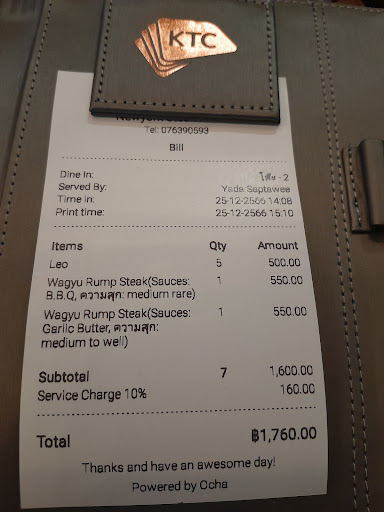 KTC
Tel: 076390593
Bill
Dine In: โต๊ะ - 2
Served By: Yada Saptawee
Time in: 25-12-2566 14:08
Print time: 25-12-2566 15:10
Items Qty Amount
Leo 5 500.00
Wagyu Rump Steak(Sauces: 1 550.00
B.B.Q, ความสุก: medium rare)
Wagyu Rump Steak(Sauces: 1 550.00
Garlic Butter, ความสุก:
medium to well)
Subtotal 7 1,600.00
Service Charge 10% 160.00
Total ฿1,760.00
Thanks and have an awesome day!
Powered by Ocha